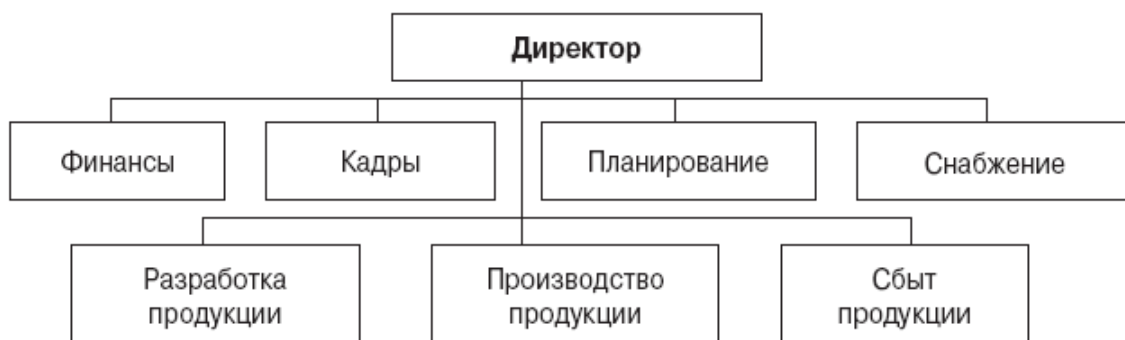 Директор
Финансы
Кадры
Планирование
Снабжение
Разработка
продукции
Производство
продукции
Сбыт
продукции